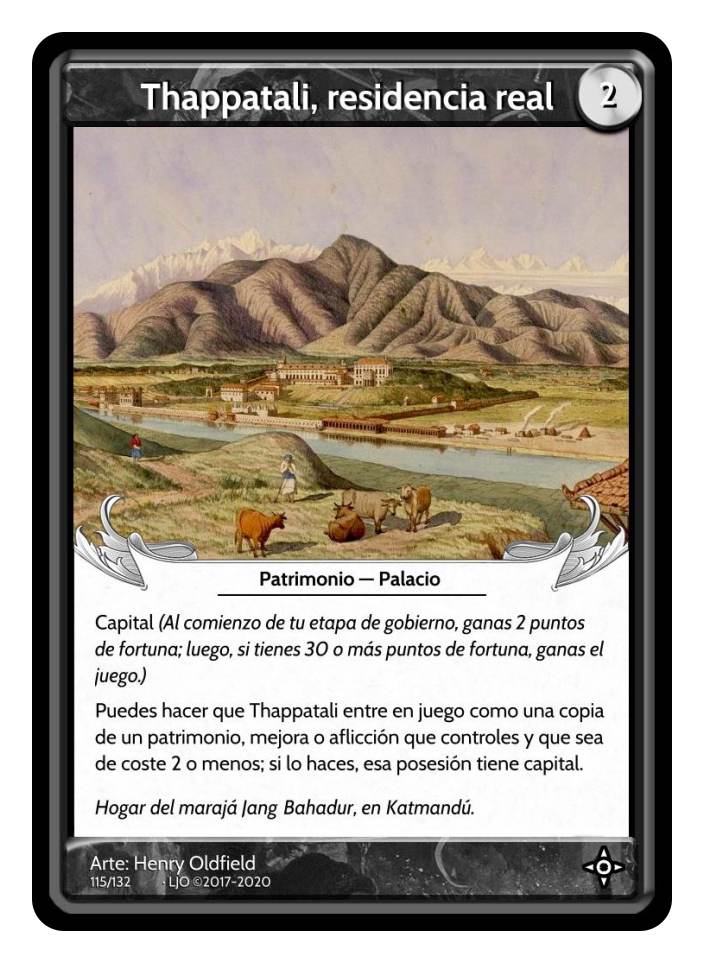 Thappatali, residencia real
2
Patrimonio — Palacio
Capital (Al comienzo de tu etapa de gobierno, ganas 2 puntos
de fortuna; luego, si tienes 30 o más puntos de fortuna, ganas el
juego.)
Puedes hacer que Thappatali entre en juego como una copia
de un patrimonio, mejora o aflicción que controles y que sea
de coste 2 o menos; si lo haces, esa posesión tiene capital.
Hogar del marajá Jang Bahadur, en Katmandú.
Arte: Henry Oldfield
115/132 · LJO ©2017-2020